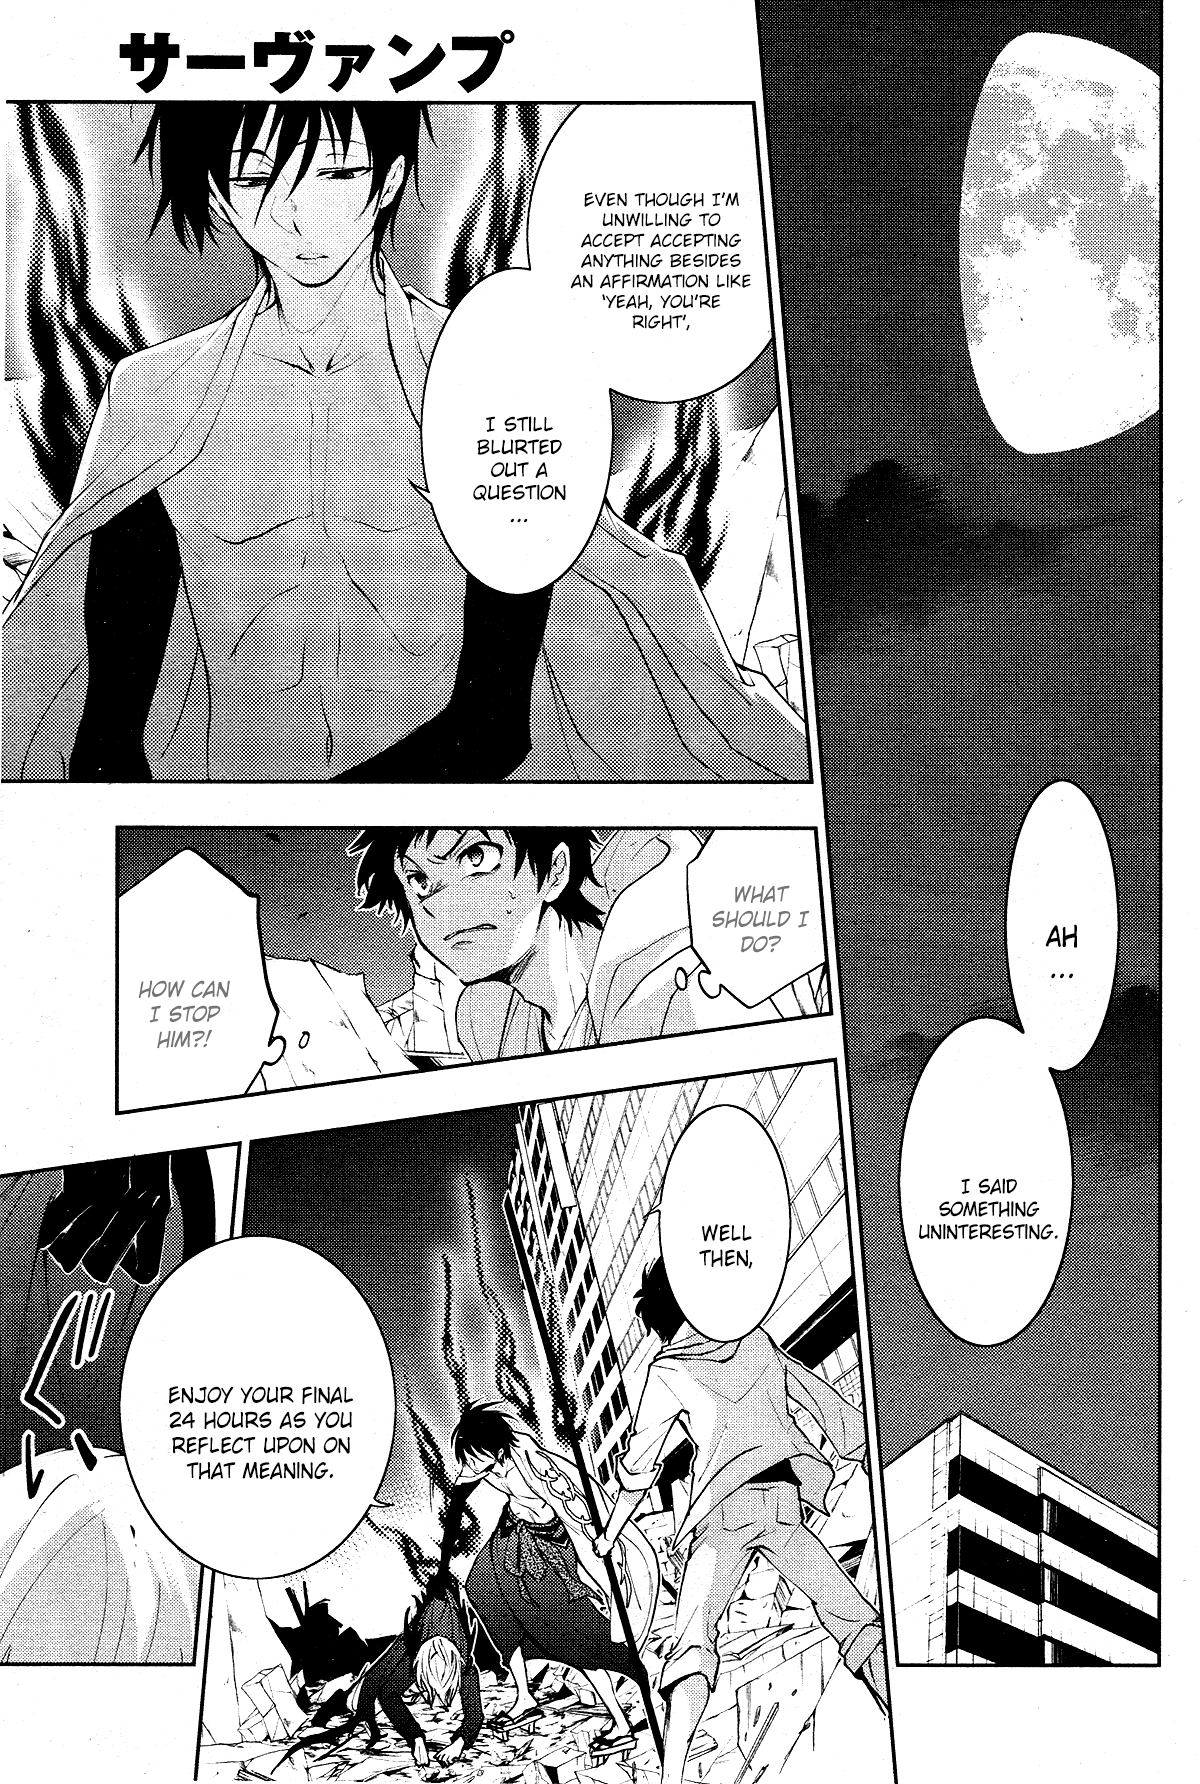 サーヴァンプ
AH
...
I SAID
SOMETHING
UNINTERESTING.
EVEN THOUGH I'M
UNWILLING TO
ACCEPT ACCEPTING
ANYTHING BESIDES
AN AFFIRMATION LIKE
'YEAH, YOU'RE
RIGHT',
I STILL
BLURTED
OUT A
QUESTION
...
WHAT
SHOULD I
DO?
HOW CAN
I STOP
HIM?!
WELL
THEN,
ENJOY YOUR FINAL
24 HOURS AS YOU
REFLECT UPON ON
THAT MEANING.